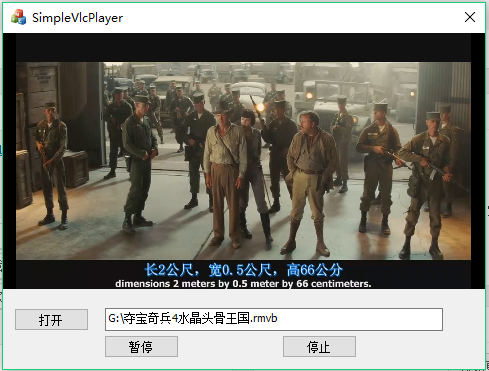 SimpleVlcPlayer
长2公尺，宽0.5公尺，高66公分
dimensions 2 meters by 0.5 meter by 66 centimeters.
打开
G:\夺宝奇兵4水晶头骨王国.rmvb
暂停
停止